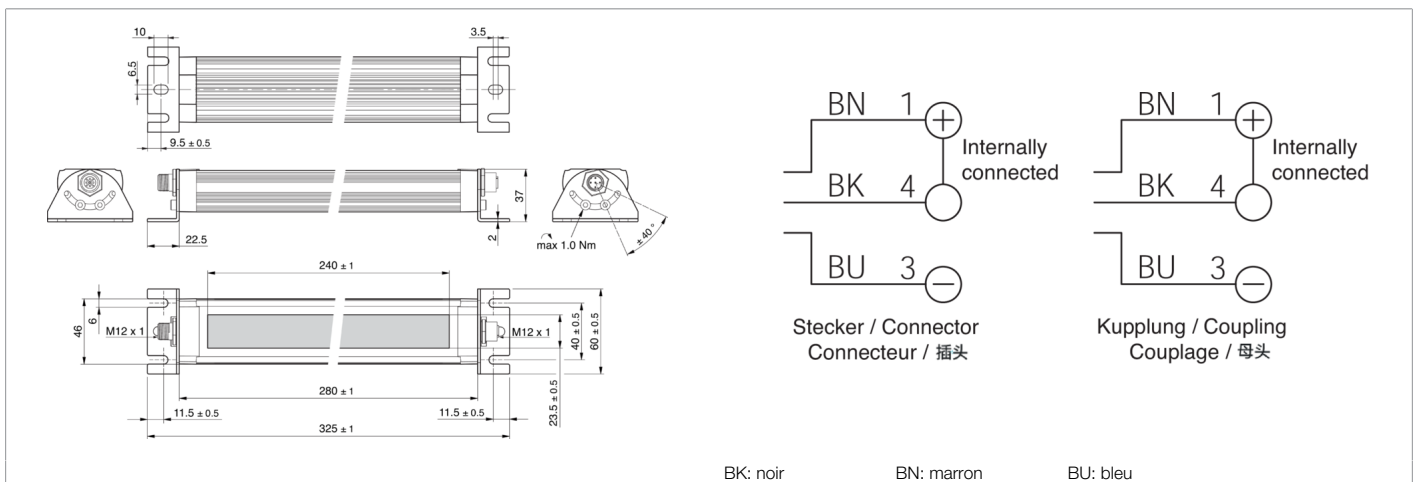 10
3.5
6.5
9.5 ± 0.5
22.5
37
2
max 1.0 Nm
± 40 °
240 ± 1
46
6
M12 x 1
M12 x 1
40 ± 0.5
60 ± 0.5
23.5 ± 0.5
280 ± 1
11.5 ± 0.5
11.5 ± 0.5
325 ± 1
BN 1
Internally
connected
BK 4
BU 3
Stecker / Connector
Connecteur / 插头
BN 1
Internally
connected
BK 4
BU 3
Kupplung / Coupling
Couplage / 母头
BK: noir BN: marron BU: bleu